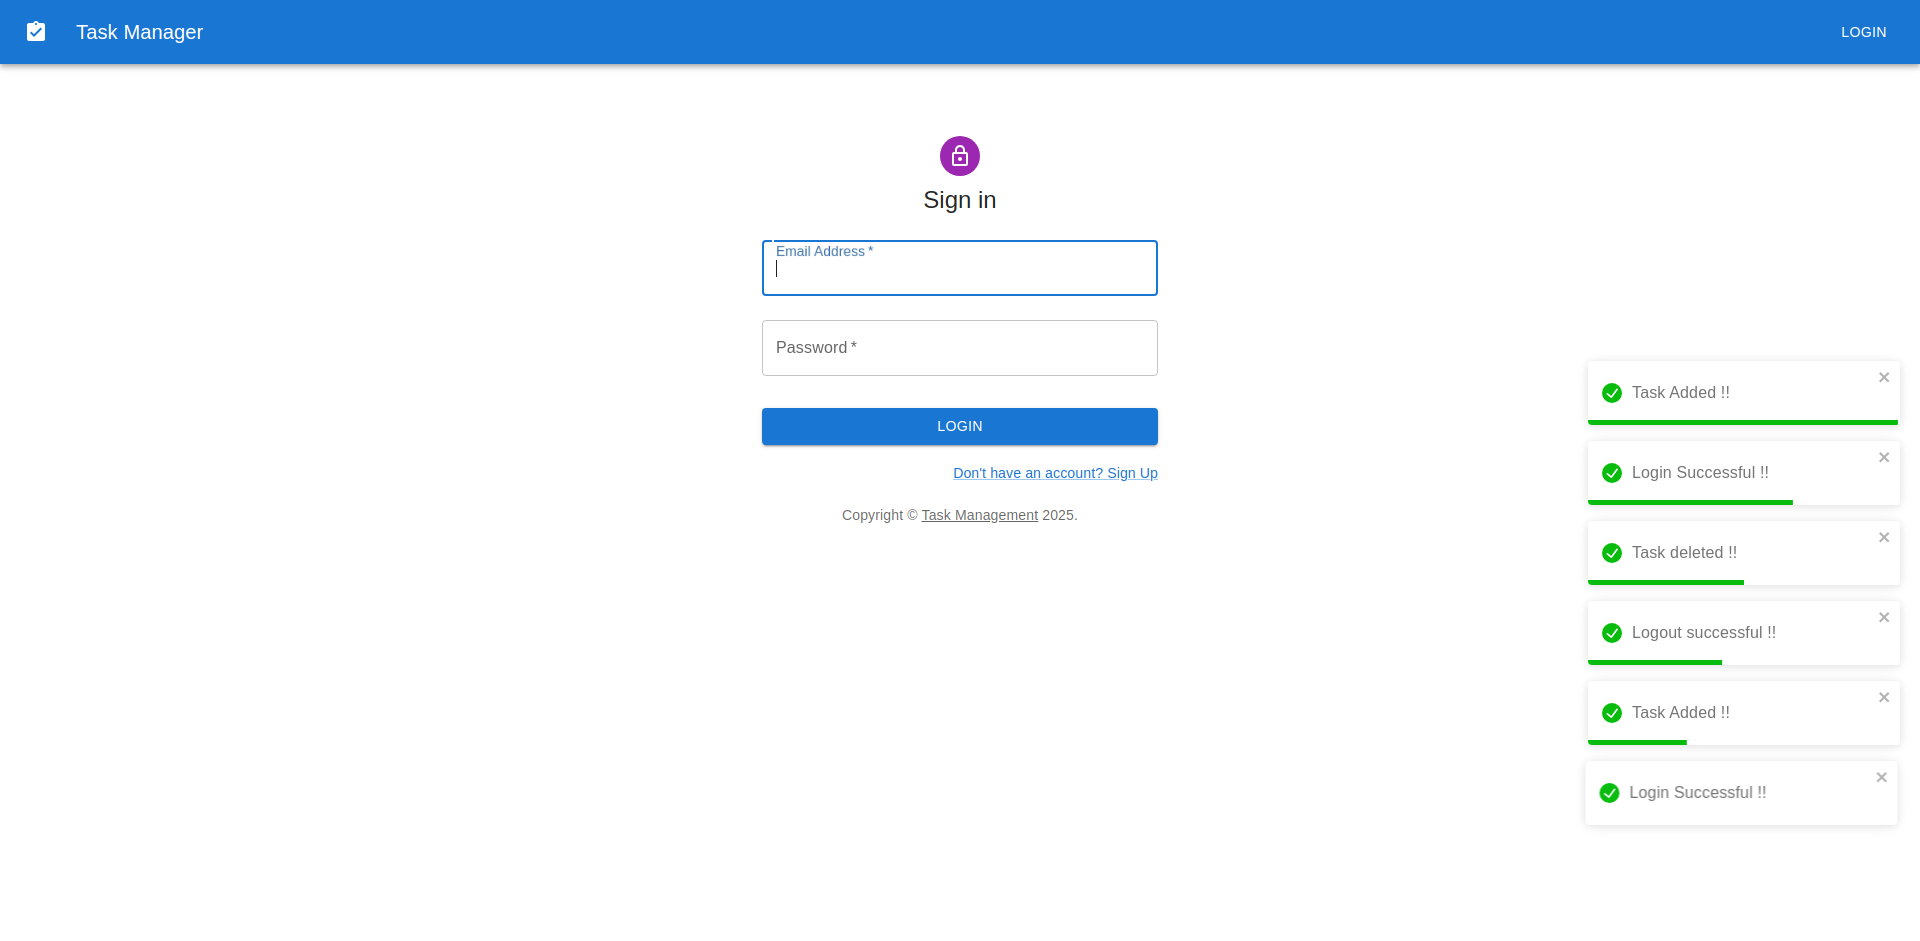 Task Manager
LOGIN
Sign in
Email Address *
Password *
LOGIN
Don't have an account? Sign Up
Copyright © Task Management 2025.
Task Added !!
Login Successful !!
Task deleted !!
Logout successful !!
Task Added !!
Login Successful !!